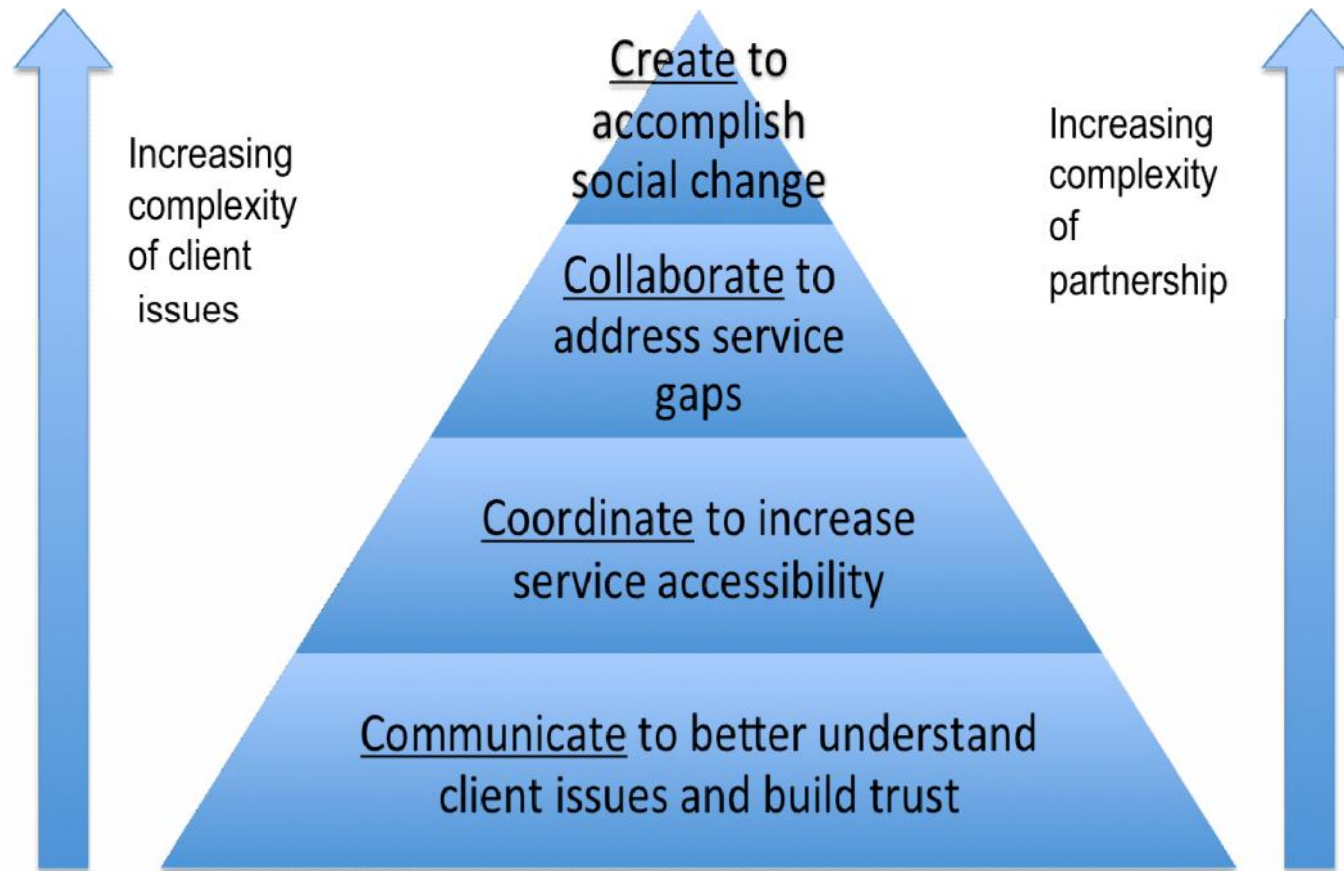 Increasing
complexity
of client
issues
Create to
accomplish
social change
Collaborate to
address service
gaps
Coordinate to increase
service accessibility
Communicate to better understand
client issues and build trust
Increasing
complexity
of
partnership